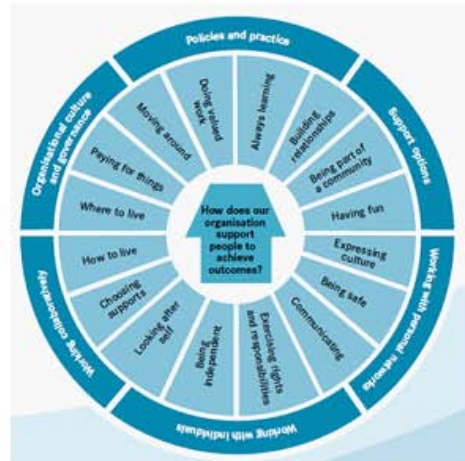 Policies and practice
Support options
Working with personal networks
Working with individuals
Working collaboratively
Organisational culture
and governance
Always learning
Building
relationships
Being part of
a community
Having fun
Expressing
culture
Being safe
Communicating
Exercising rights
and responsibilities
Being
independent
Looking after
self
Choosing
supports
How to live
Where to live
Paying for things
Moving around
Doing valued
work
How does our
organisation
support
people to
achieve
outcomes?